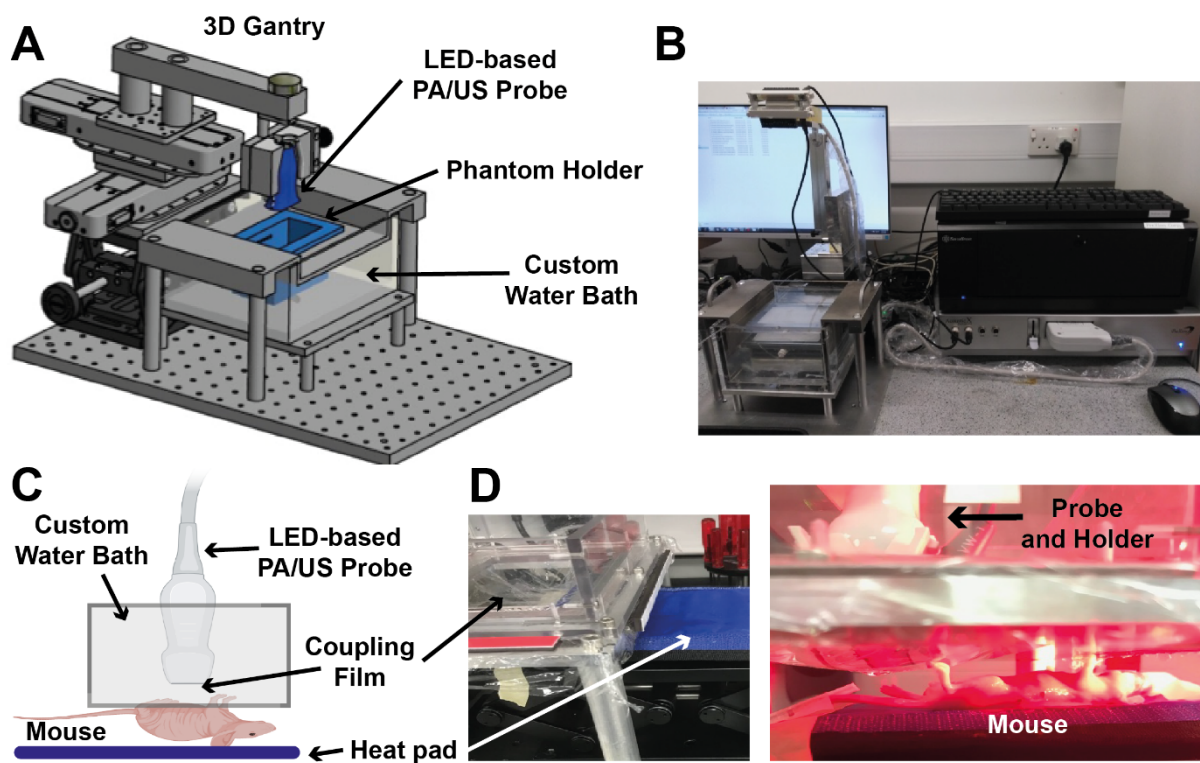 A
3D Gantry
LED-based
PA/US Probe
Phantom Holder
Custom
Water Bath
B
C
Custom
Water Bath
LED-based
PA/US Probe
Coupling
Film
Mouse
Heat pad
D
Probe
and Holder
Mouse